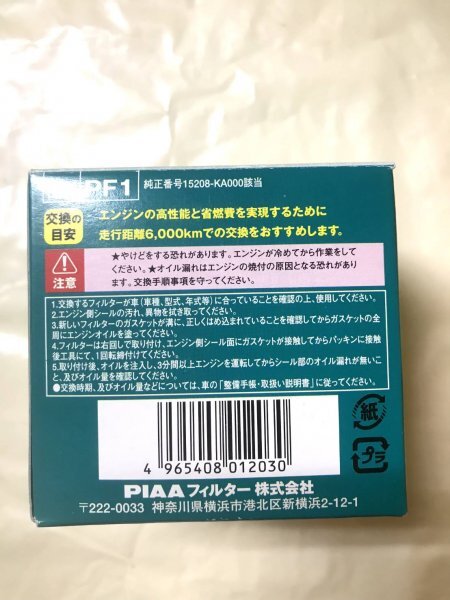 PF1 純正番号15208-KA000該当
交換の
目安
エンジンの高性能と省燃費を実現するために
走行距離6,000kmでの交換をおすすめします。
注意
★やけどをする恐れがあります。エンジンが冷めてから作業をして
ください。★オイル漏れはエンジンの焼付の原因となる恐れがあり
ます。交換手順事項を守ってください。
1.交換するフィルターが車(車種、型式、年式等)に合っていることを確認の上、使用してください。
2.エンジン側シールの汚れ、異物を拭き取ってください。
3.新しいフィルターのガスケットが溝に、正しくはめ込まれていることを確認してからガスケットの全
周にエンジンオイルを塗ってください。
4.フィルターは右回しで取り付け、エンジン側シール面にガスケットが接触してからパッキンに接触
後工具にて、1回転締付けてください。
5.取り付け後、オイルを注入し、3分間以上エンジンを運転してからシール部のオイル漏れが無いこ
と、及びオイル量を確認してください。
●交換時期、及びオイル量などについては、車の「整備手帳・取扱い説明書」に従ってください。
紙
プラ
4 965408 012030
PIAAフィルター 株式会社
〒222-0033 神奈川県横浜市港北区新横浜2-12-1